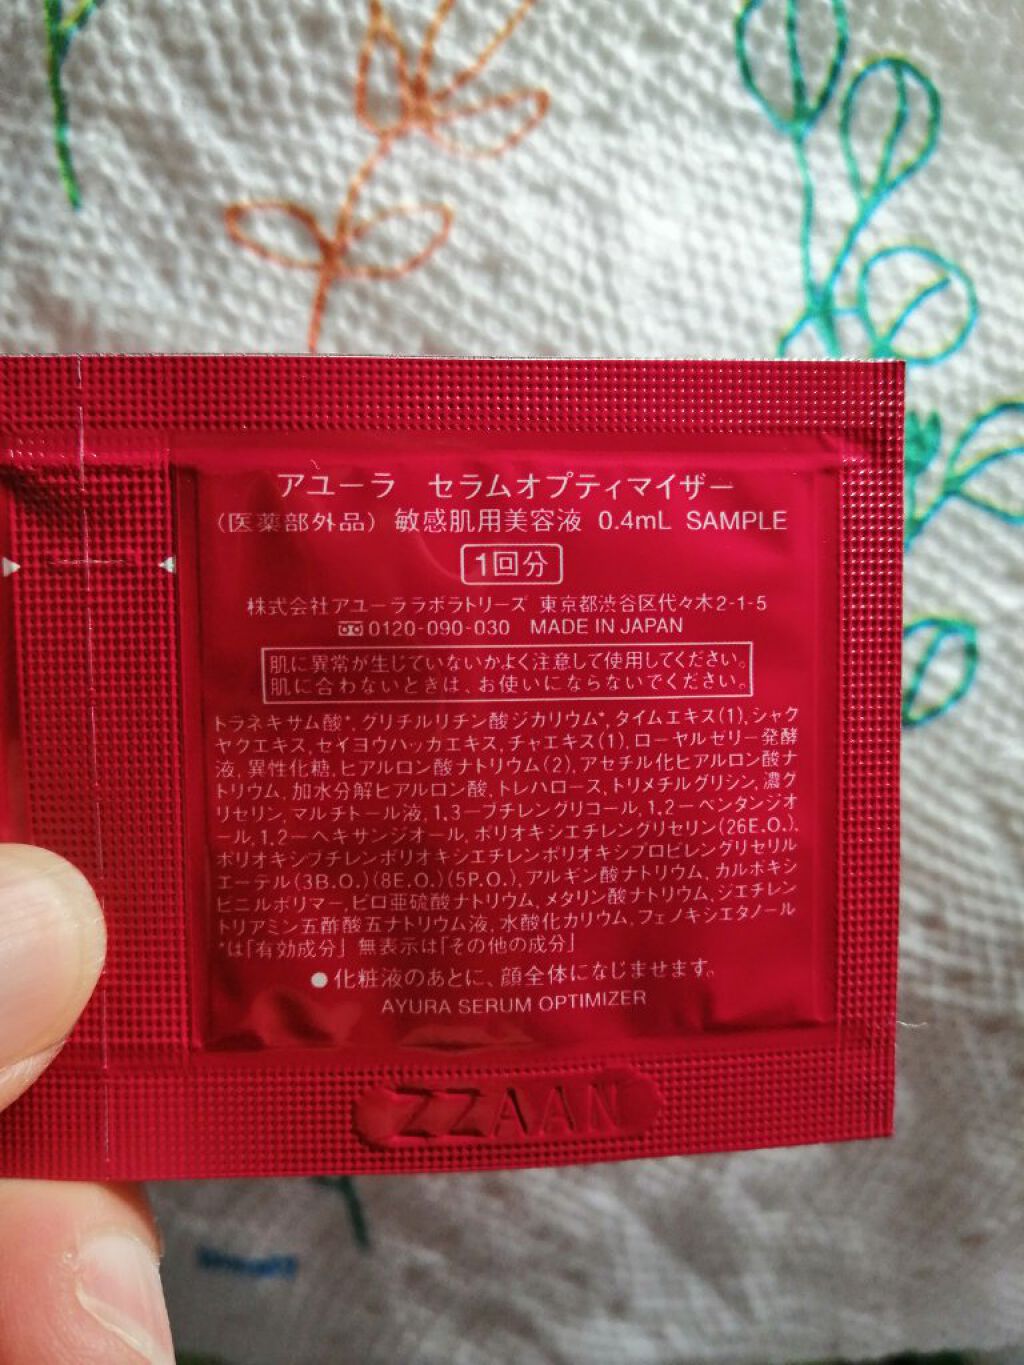 アユーラ セラムオプティマイザー
（医薬部外品）敏感肌用美容液 0.4mL SAMPLE
1回分
株式会社アユーララボラトリーズ 東京都渋谷区代々木2-1-5
0120-090-030 MADE IN JAPAN
肌に異常が生じていないかよく注意して使用してください。
肌に合わないときは、お使いにならないでください。
トラネキサム酸*, グリチルリチン酸ジカリウム*, タイムエキス(1), シャク
ヤクエキス, セイヨウハッカエキス, チャエキス(1), ローヤルゼリー発酵
液, 異性化糖, ヒアルロン酸ナトリウム(2), アセチル化ヒアルロン酸ナ
トリウム, 加水分解ヒアルロン酸, トレハロース, トリメチルグリシン, 濃グ
リセリン, マルチトール液, 1,3-ブチレングリコール, 1,2-ペンタンジオ
ール, 1,2-ヘキサンジオール, ポリオキシエチレングリセリン(26E.O.),
ポリオキシブチレンポリオキシエチレンポリオキシプロピレングリセリル
エーテル(3B.O.)(8E.O.)(5P.O.), アルギン酸ナトリウム, カルボキシ
ビニルポリマー, ピロ亜硫酸ナトリウム, メタリン酸ナトリウム, ジエチレン
トリアミン五酢酸五ナトリウム液, 水酸化カリウム, フェノキシエタノール
*は「有効成分」 無表示は「その他の成分」
●化粧液のあとに、顔全体になじませます。
AYURA SERUM OPTIMIZER
ZZAAN